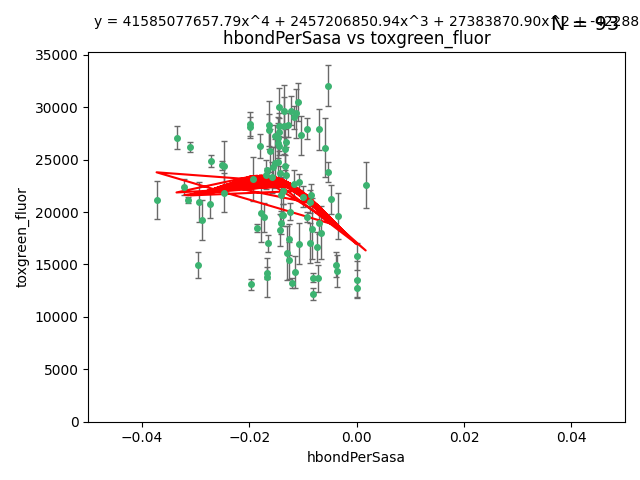 y = 41585077657.79x^4 + 2457206850.94x^3 + 27383870.90x^2 +
N = 93
hbondPerSasa vs toxgreen_fluor
35000
30000
25000
20000
15000
10000
5000
0
toxgreen_fluor
−0.04
−0.02
0.00
0.02
0.04
hbondPerSasa